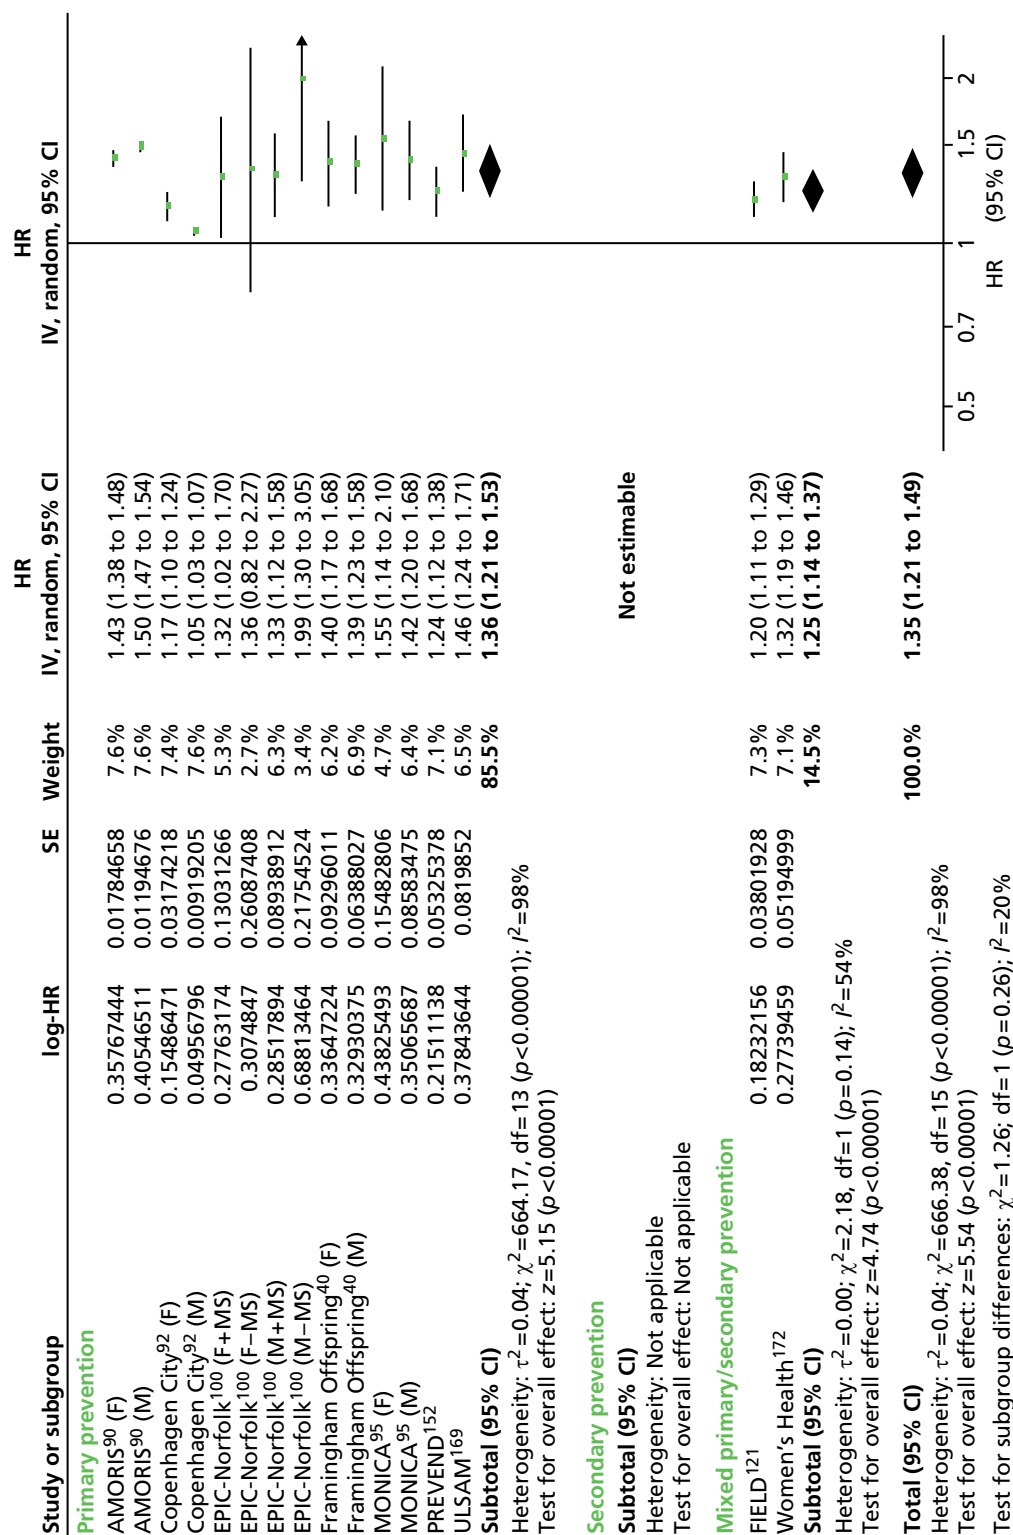 HR HR
Study or subgroup log-HR SE Weight IV, random, 95% CI IV, random, 95% CI
Primary prevention
AMORIS90 (F) 0.35767444 0.01784658 7.6% 1.43 (1.38 to 1.48)
AMORIS90 (M) 0.40546511 0.01194676 7.6% 1.50 (1.47 to 1.54)
Copenhagen City92 (F) 0.15486471 0.03174218 7.4% 1.17 (1.10 to 1.24)
Copenhagen City92 (M) 0.04956796 0.00919205 7.6% 1.05 (1.03 to 1.07)
EPIC-Norfolk100 (F+MS) 0.27763174 0.13031266 5.3% 1.32 (1.02 to 1.70)
EPIC-Norfolk100 (F−MS) 0.3074847 0.26087408 2.7% 1.36 (0.82 to 2.27)
EPIC-Norfolk100 (M+MS) 0.28517894 0.08938912 6.3% 1.33 (1.12 to 1.58)
EPIC-Norfolk100 (M−MS) 0.68813464 0.21754524 3.4% 1.99 (1.30 to 3.05)
Framingham Offspring40 (F) 0.33647224 0.09296011 6.2% 1.40 (1.17 to 1.68)
Framingham Offspring40 (M) 0.32930375 0.06388027 6.9% 1.39 (1.23 to 1.58)
MONICA95 (F) 0.43825493 0.15482806 4.7% 1.55 (1.14 to 2.10)
MONICA95 (M) 0.35065687 0.08583475 6.4% 1.42 (1.20 to 1.68)
PREVEND152 0.21511138 0.05325378 7.1% 1.24 (1.12 to 1.38)
ULSAM169 0.37843644 0.0819852 6.5% 1.46 (1.24 to 1.71)
Subtotal (95% CI) 85.5% 1.36 (1.21 to 1.53)
Heterogeneity: τ2=0.04; χ2=664.17, df=13 (p<0.00001); I2=98%
Test for overall effect: z=5.15 (p<0.00001)
Secondary prevention
Subtotal (95% CI) Not estimable
Heterogeneity: Not applicable
Test for overall effect: Not applicable
Mixed primary/secondary prevention
FIELD121 0.18232156 0.03801928 7.3% 1.20 (1.11 to 1.29)
Women's Health172 0.27739459 0.05194999 7.1% 1.32 (1.19 to 1.46)
Subtotal (95% CI) 14.5% 1.25 (1.14 to 1.37)
Heterogeneity: τ2=0.00; χ2=2.18, df=1 (p=0.14); I2=54%
Test for overall effect: z=4.74 (p<0.00001)
Total (95% CI) 100.0% 1.35 (1.21 to 1.49)
Heterogeneity: τ2=0.04; χ2=666.38, df=15 (p<0.00001); I2=98%
Test for overall effect: z=5.54 (p<0.00001)
Test for subgroup differences: χ2=1.26; df=1 (p=0.26); I2=20%
0.5 0.7 1 1.5 2
HR (95% CI)